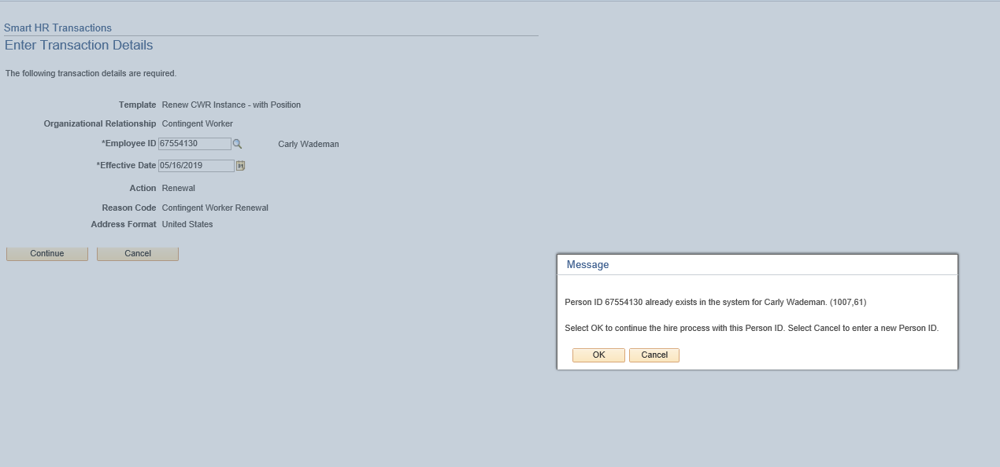 Smart HR Transactions
Enter Transaction Details
The following transaction details are required.
Template Renew CWR Instance - with Position
Organizational Relationship Contingent Worker
*Employee ID 67554130 Carly Wademan
*Effective Date 05/16/2019
Action Renewal
Reason Code Contingent Worker Renewal
Address Format United States
Continue Cancel
Message
Person ID 67554130 already exists in the system for Carly Wademan. (1007,61)
Select OK to continue the hire process with this Person ID. Select Cancel to enter a new Person ID.
OK Cancel